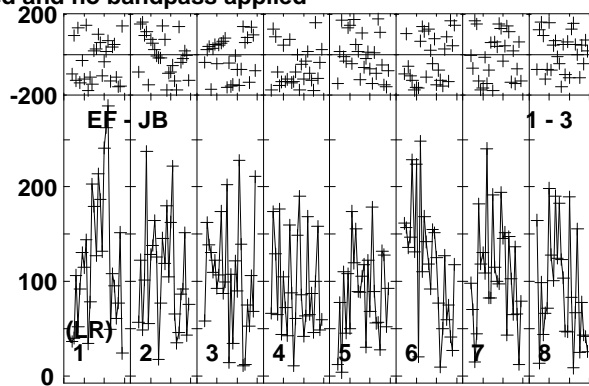 ed and no bandpass applied
200
-200
EF - JB 1 - 3
200
100
(LR)
1 2 3 4 5 6 7 8
0